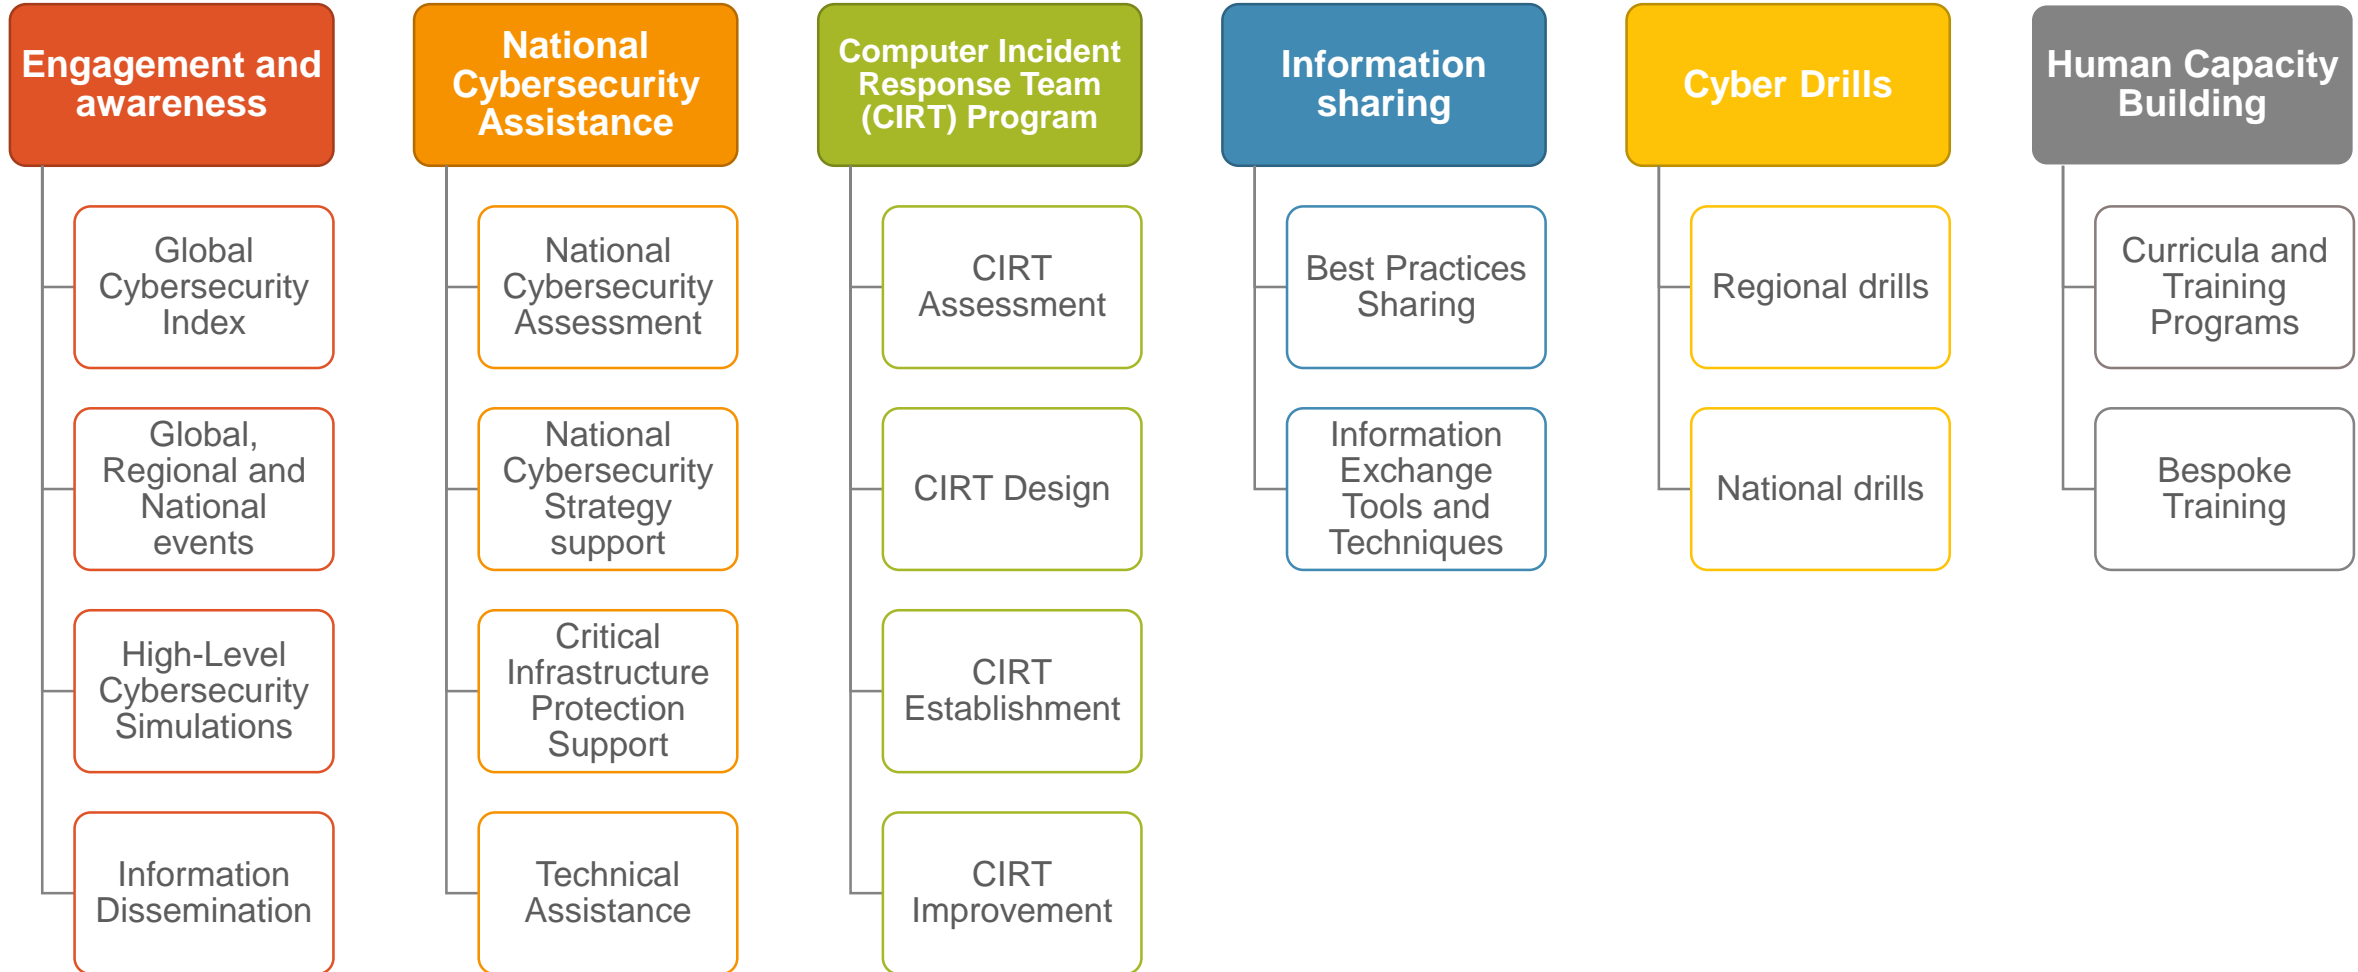 Engagement and
awareness
Global
Cybersecurity
Index
Global,
Regional and
National
events
High-Level
Cybersecurity
Simulations
Information
Dissemination
National
Cybersecurity
Assistance
National
Cybersecurity
Assessment
National
Cybersecurity
Strategy
support
Critical
Infrastructure
Protection
Support
Technical
Assistance
Computer Incident
Response Team
(CIRT) Program
CIRT
Assessment
CIRT Design
CIRT
Establishment
CIRT
Improvement
Information
sharing
Best Practices
Sharing
Information
Exchange
Tools and
Techniques
Cyber Drills
Regional drills
National drills
Human Capacity
Building
Curricula and
Training
Programs
Bespoke
Training